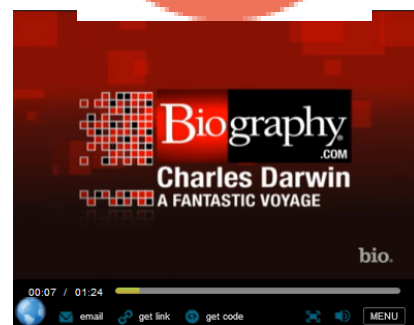 Biography
.COM
Charles Darwin
A FANTASTIC VOYAGE
bio.
00:07 / 01:24
email get link get code MENU